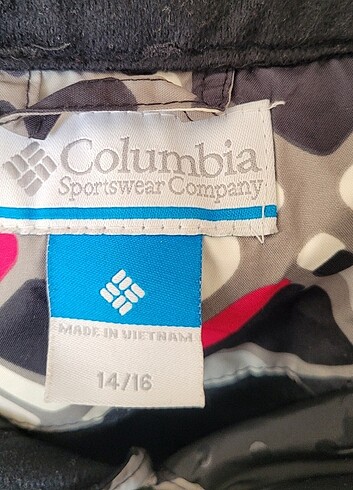 Columbia
Sportswear Company
MADE IN VIETNAM
14/16